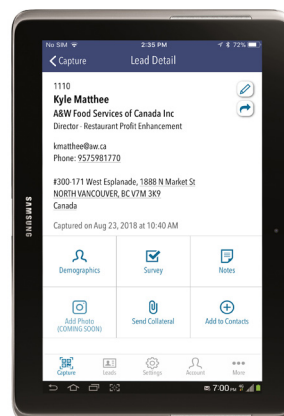 No SIM 2:35 PM 72%
Capture Lead Detail
1110
Kyle Matthee
A&W Food Services of Canada Inc
Director - Restaurant Profit Enhancement
kmatthee@aw.ca
Phone: 9575981770
#300-171 West Esplanade, 1888 N Market St
NORTH VANCOUVER, BC V7M 3K9
Canada
Captured on Aug 23, 2018 at 10:40 AM
Demographics Survey Notes
Add Photo Send Collateral Add to Contacts
(COMING SOON)
Capture Leads Settings Account More
7:00 PM
SAMSUNG